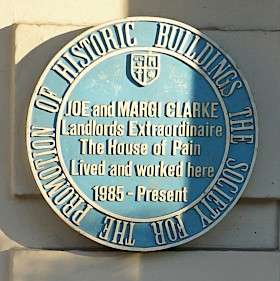 THE SOCIETY FOR THE PROMOTION OF HISTORIC BUILDINGS
JOE and MARGI CLARKE
Landlords Extraordinaire
The House of Pain
Lived and worked here
1985 - Present